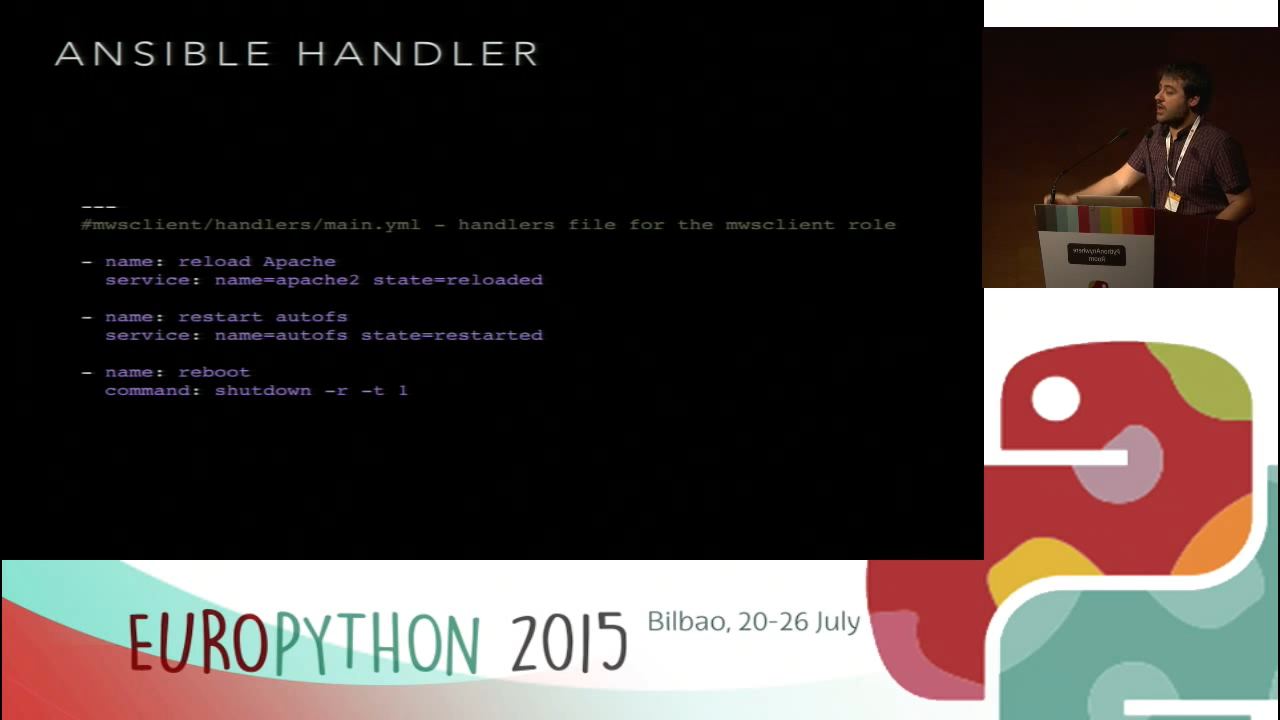 ANSIBLE HANDLER
---
#mwsclient/handlers/main.yml - handlers file for the mwsclient role
- name: reload Apache
service: name=apache2 state=reloaded
- name: restart autofs
service: name=autofs state=restarted
- name: reboot
command: shutdown -r -t 1
PythonAnywhere
Room
EUROPYTHON 2015
Bilbao, 20-26 July